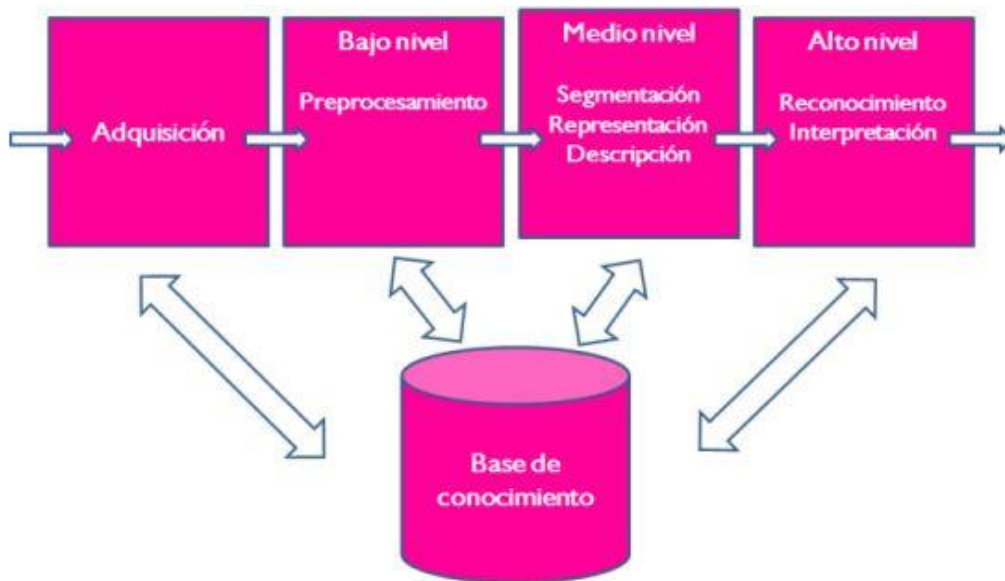 Adquisición
Bajo nivel
Preprocesamiento
Medio nivel
Segmentación
Representación
Descripción
Alto nivel
Reconocimiento
Interpretación
Base de
conocimiento